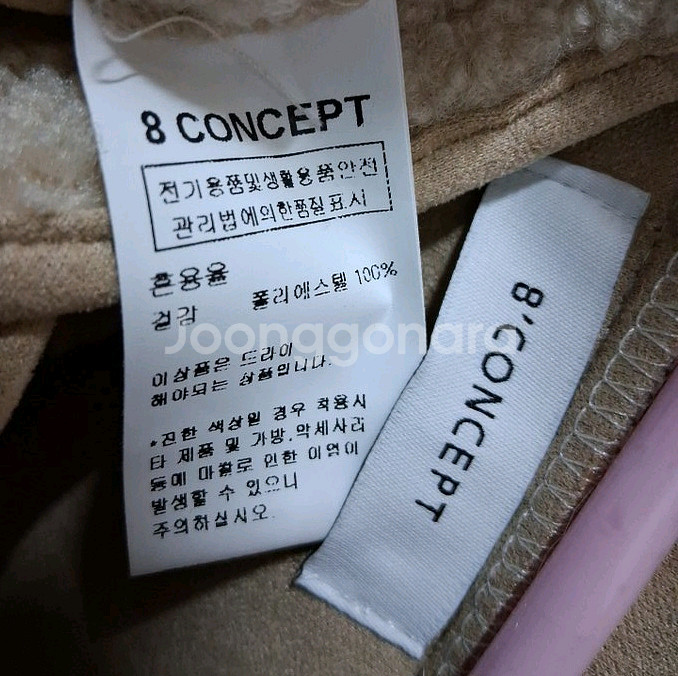 8 CONCEPT
전기용품및생활용품안전
관리법에의한품질표시
혼용율
겉감 폴리에스텔 100%
이상품은 드라이
해야되는 상품입니다.
*진한 색상일 경우 착용시
타 제품 및 가방,악세사리
등에 마찰로 인한 이염이
발생할 수 있으니
주의하십시오.
8'CONCEPT
Joonggonara